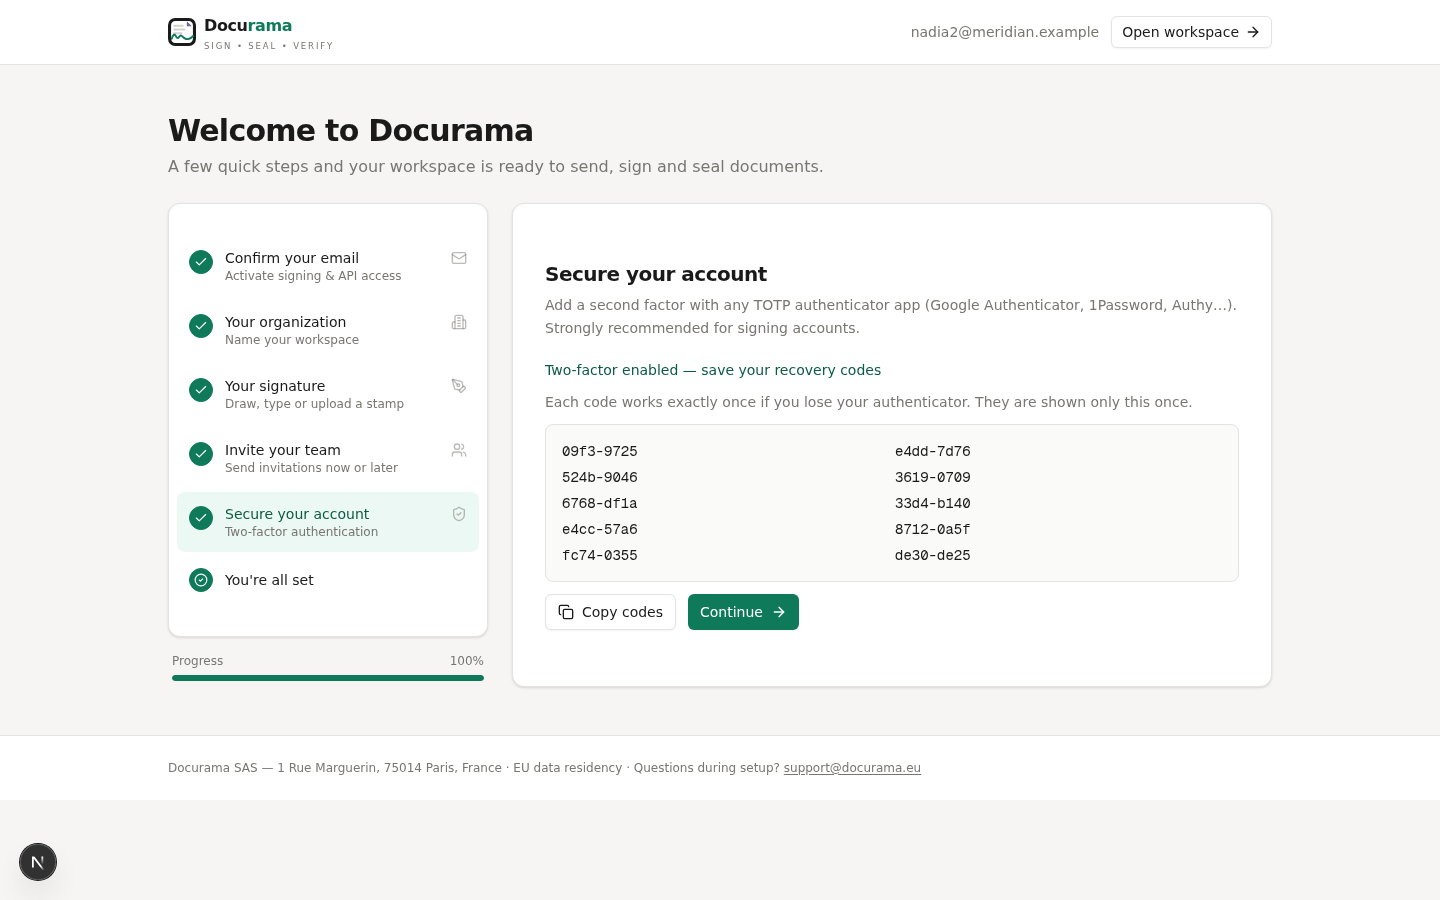 Docurama
SIGN • SEAL • VERIFY
nadia2@meridian.example
Open workspace
Welcome to Docurama
A few quick steps and your workspace is ready to send, sign and seal documents.
Confirm your email
Activate signing & API access
Your organization
Name your workspace
Your signature
Draw, type or upload a stamp
Invite your team
Send invitations now or later
Secure your account
Two-factor authentication
You're all set
Progress 100%
Secure your account
Add a second factor with any TOTP authenticator app (Google Authenticator, 1Password, Authy…).
Strongly recommended for signing accounts.
Two-factor enabled — save your recovery codes
Each code works exactly once if you lose your authenticator. They are shown only this once.
09f3-9725 e4dd-7d76
524b-9046 3619-0709
6768-df1a 33d4-b140
e4cc-57a6 8712-0a5f
fc74-0355 de30-de25
Copy codes
Continue
Docurama SAS — 1 Rue Marguerin, 75014 Paris, France · EU data residency · Questions during setup? support@docurama.eu
N